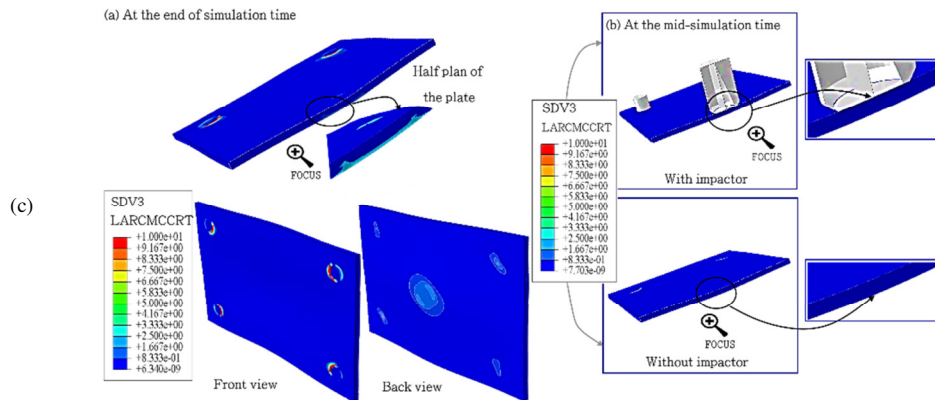 (a) At the end of simulation time
Half plan of
the plate
FOCUS
(b) At the mid-simulation time
SDV3
LARCMCCRT
+1.000e+01
+9.167e+00
+8.333e+00
+7.500e+00
+6.667e+00
+5.833e+00
+5.000e+00
+4.167e+00
+3.333e+00
+2.500e+00
+1.667e+00
+8.333e-01
+7.703e-09
FOCUS
With impactor
FOCUS
Without impactor
(c)
SDV3
LARCMCCRT
+1.000e+01
+9.167e+00
+8.333e+00
+7.500e+00
+6.667e+00
+5.833e+00
+5.000e+00
+4.167e+00
+3.333e+00
+2.500e+00
+1.667e+00
+8.333e-01
+6.340e-09
Front view
Back view